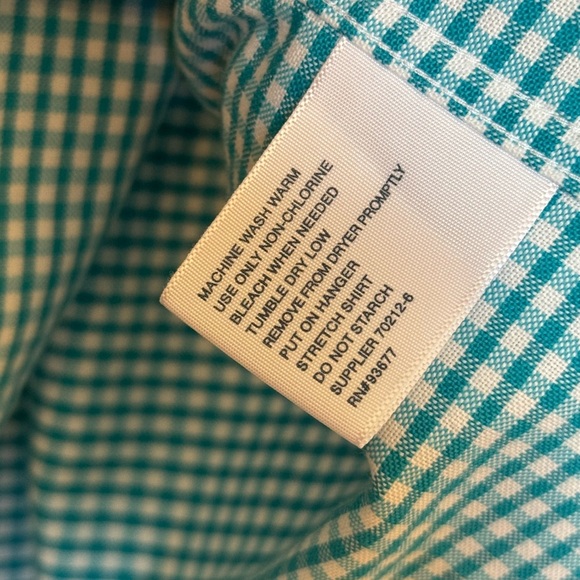 MACHINE WASH WARM
USE ONLY NON-CHLORINE
BLEACH WHEN NEEDED
TUMBLE DRY LOW
REMOVE FROM DRYER PROMPTLY
PUT ON HANGER
STRETCH SHIRT
DO NOT STARCH
SUPPLIER 70212-6
RN#93677